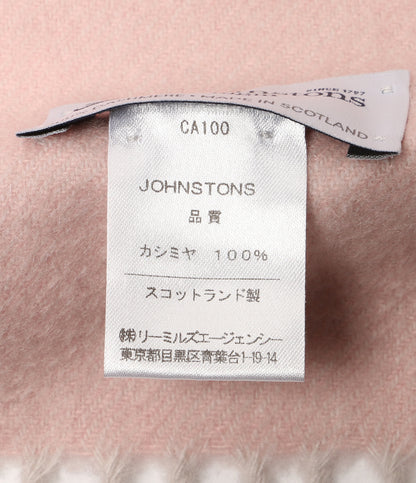 SINCE 1797
MADE IN SCOTLAND
CA100
JOHNSTONS
品質
カシミヤ 100%
スコットランド製
㈱リーミルズエージェンシー
東京都目黒区青葉台1-19-14